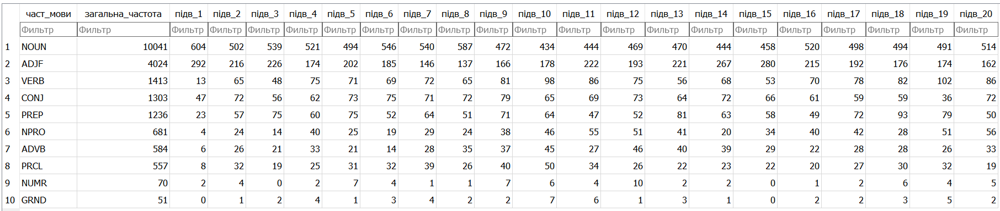 част_мови загальна_частота підв_1 підв_2 підв_3 підв_4 підв_5 підв_6 підв_7 підв_8 підв_9 підв_10 підв_11 підв_12 підв_13 підв_14 підв_15 підв_16 підв_17 підв_18 підв_19 підв_20
Фильтр Фильтр Фильтр Фильтр Фильтр Фильтр Фильтр Фильтр Фильтр Фильтр Фильтр Фильтр Фильтр Фильтр Фильтр Фильтр Фильтр Фильтр Фильтр Фильтр Фильтр Фильтр
1 NOUN 10041 604 502 539 521 494 546 540 587 472 434 444 469 470 444 458 520 498 494 491 514
2 ADJF 4024 292 216 226 174 202 185 146 137 166 178 222 193 221 267 280 215 192 176 174 162
3 VERB 1413 13 65 48 75 71 69 72 65 81 98 86 75 56 68 53 70 78 82 102 86
4 CONJ 1303 47 72 56 62 73 75 71 72 79 65 69 73 64 72 66 61 59 59 36 72
5 PREP 1236 23 57 75 60 75 52 64 51 71 64 47 52 81 63 58 49 72 93 79 50
6 NPRO 681 4 24 14 40 25 19 29 24 38 46 55 51 41 20 34 40 42 28 51 56
7 ADVB 584 6 26 21 33 21 14 28 35 37 45 27 46 40 39 29 22 28 28 26 33
8 PRCL 557 8 32 19 25 31 32 39 26 40 50 34 26 22 23 22 20 27 30 32 19
9 NUMR 70 2 4 0 2 7 4 1 1 7 6 4 10 2 2 0 1 2 6 4 5
10 GRND 51 0 1 2 4 1 3 4 2 2 7 6 1 3 1 0 2 2 3 5 2